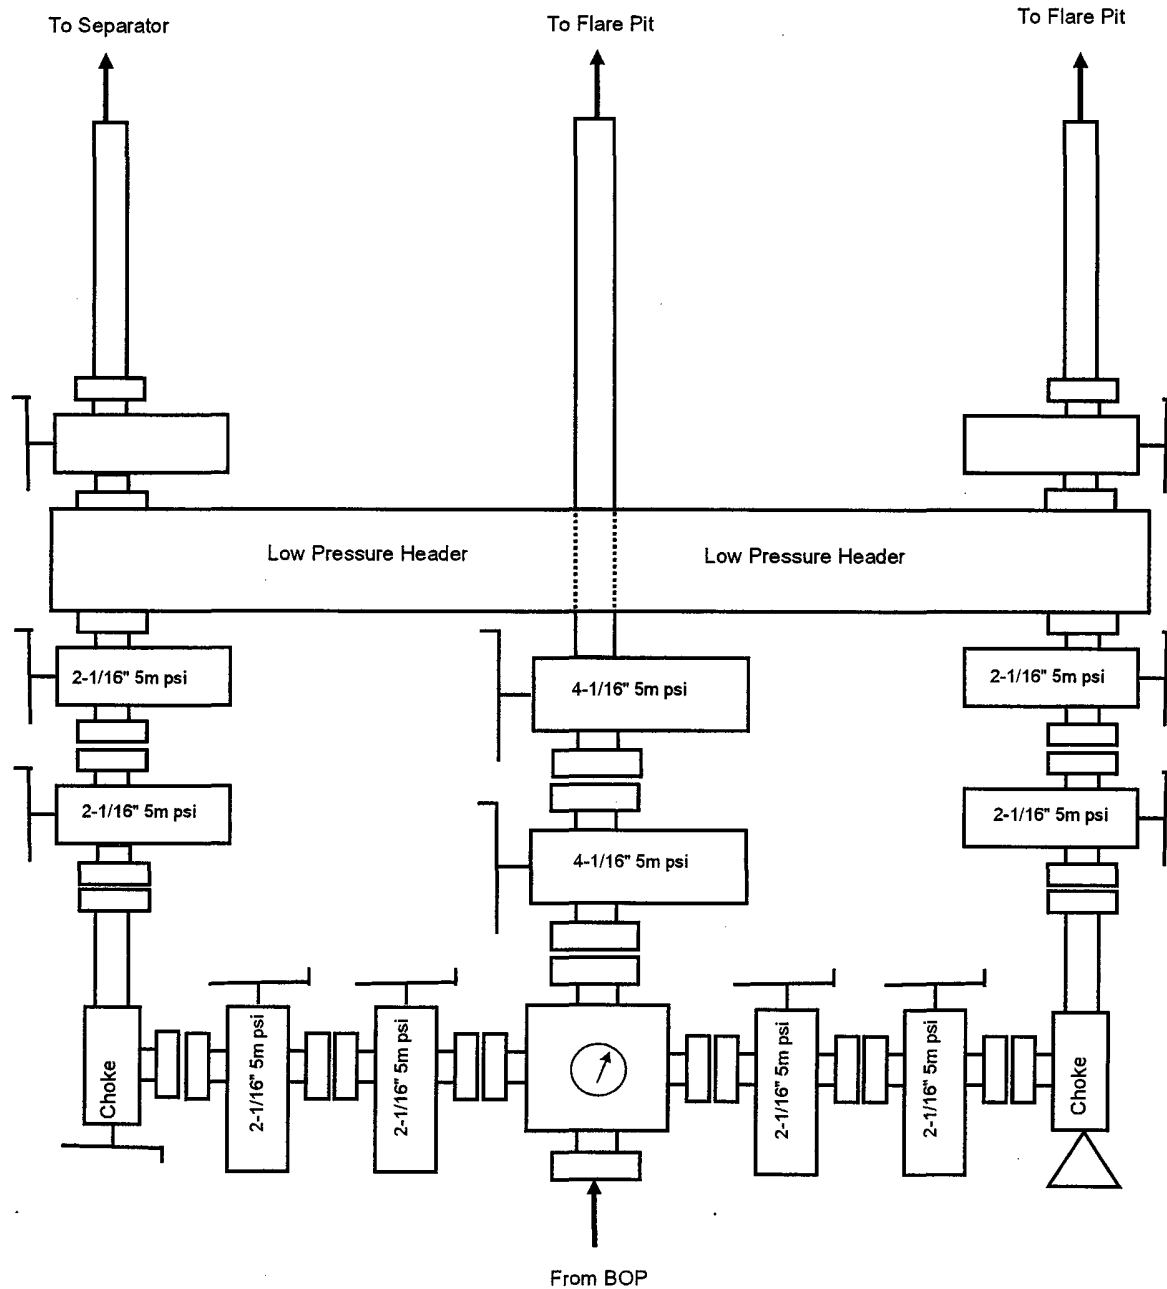 To Separator
To Flare Pit
To Flare Pit
Low Pressure Header
Low Pressure Header
2-1/16" 5m psi
4-1/16" 5m psi
2-1/16" 5m psi
2-1/16" 5m psi
4-1/16" 5m psi
2-1/16" 5m psi
Choke
2-1/16" 5m psi
2-1/16" 5m psi
2-1/16" 5m psi
2-1/16" 5m psi
Choke
From BOP